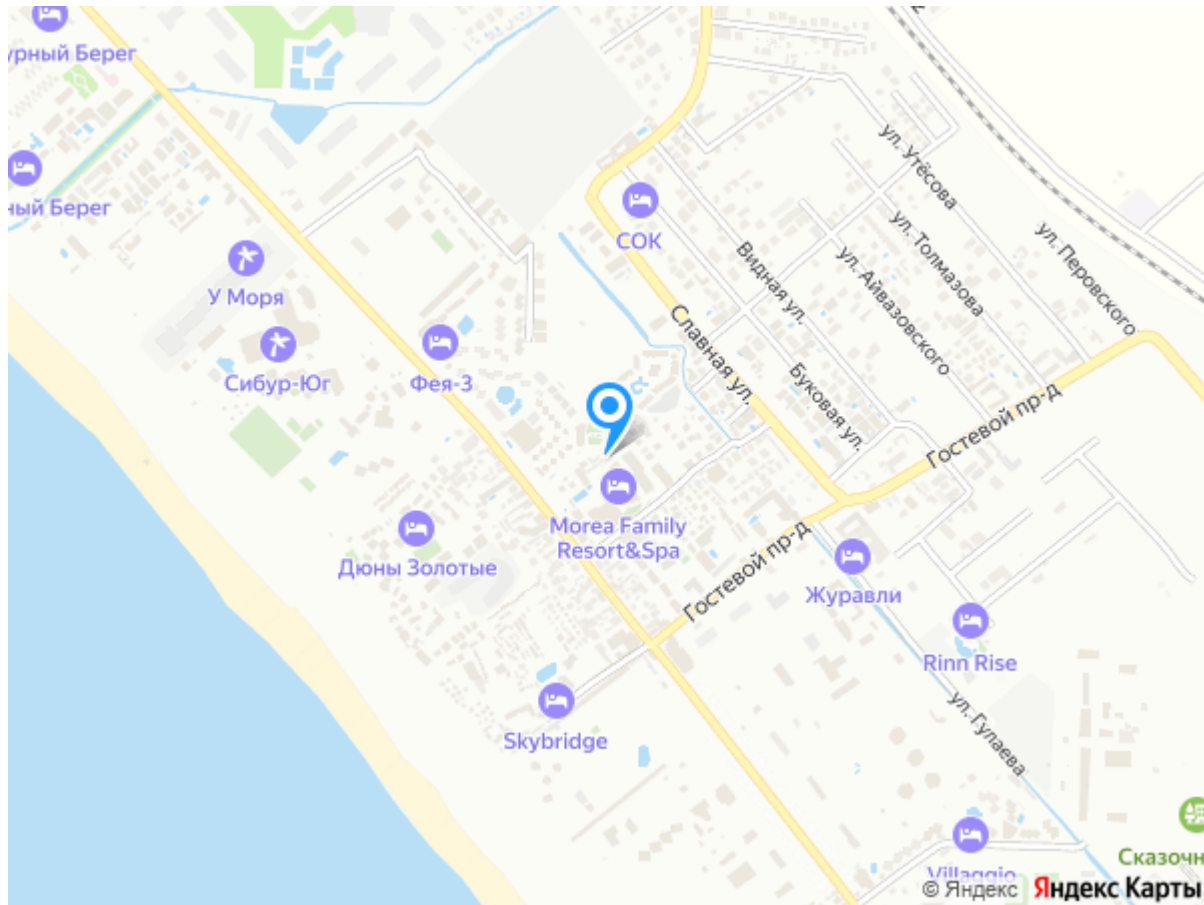 урный Берег
ный Берег
ул. Утёсова
СОК
ул. Перовского
ул. Толмазова
Видная ул.
ул. Айвазовского
У Моря
Славная ул.
Сибур-Юг
Фея-3
Буковая ул.
Гостевой пр-д
Morea Family
Resort&Spa
Дюны Золотые
Гостевой пр-д
Журавли
Rinn Rise
Skybridge
ул. Гулаева
Сказочн
Villaggio
© Яндекс Яндекс Карты